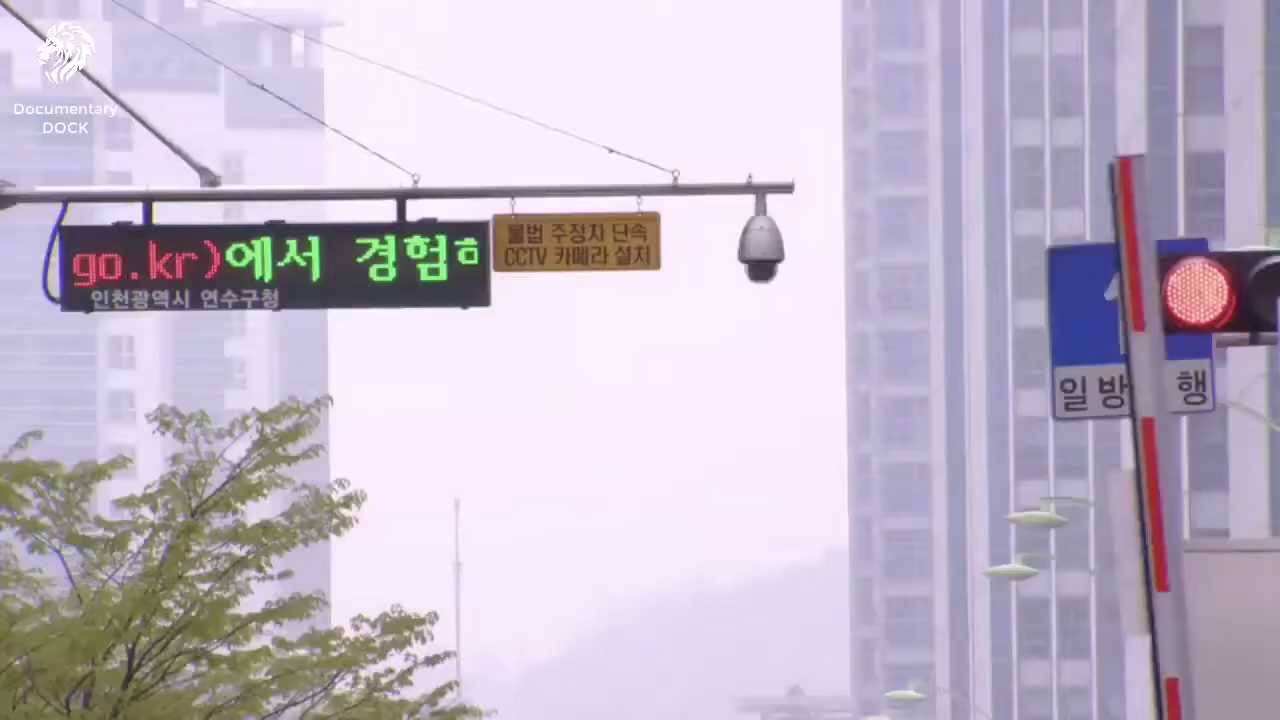 Documentary
DOCK
go.kr)에서 경험ㅎ
인천광역시 연수구청
불법 주정차 단속
CCTV 카메라 설치
일방 행